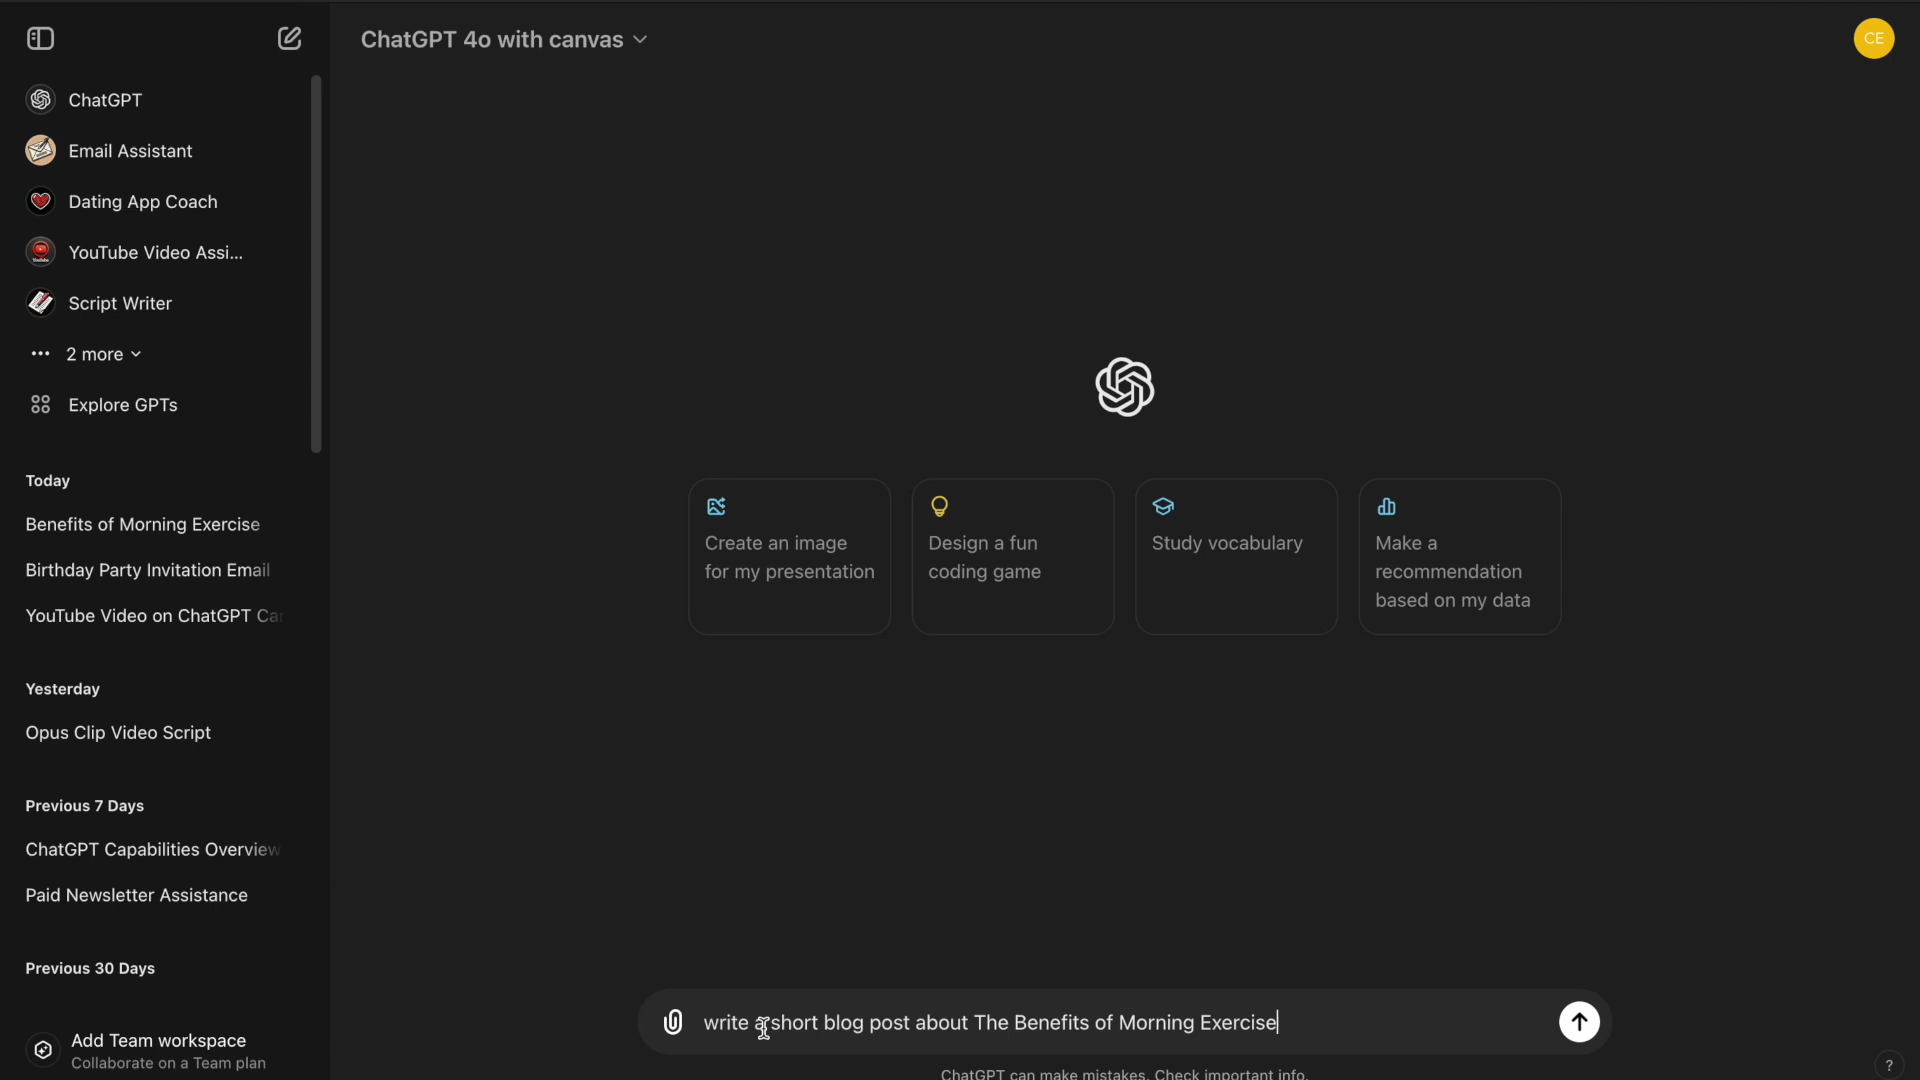 ChatGPT 4o with canvas
CE
ChatGPT
Email Assistant
Dating App Coach
YouTube Video Assi...
Script Writer
2 more
Explore GPTs
Today
Benefits of Morning Exercise
Birthday Party Invitation Email
YouTube Video on ChatGPT Ca
Yesterday
Opus Clip Video Script
Previous 7 Days
ChatGPT Capabilities Overview
Paid Newsletter Assistance
Previous 30 Days
Add Team workspace
Collaborate on a Team plan
Create an image
for my presentation
Design a fun
coding game
Study vocabulary
Make a
recommendation
based on my data
write a short blog post about The Benefits of Morning Exercise
ChatGPT can make mistakes. Check important info.
?